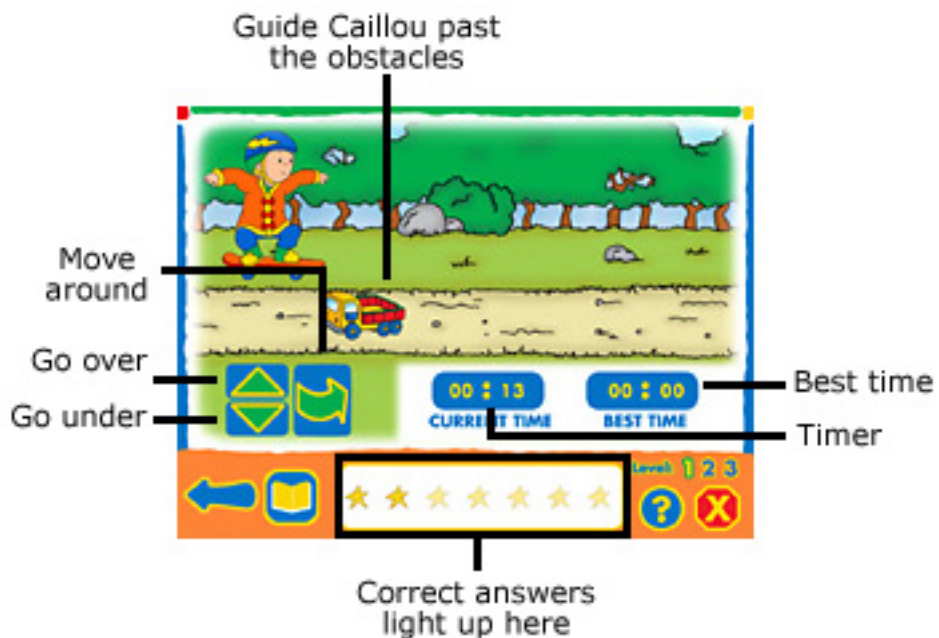 Guide Caillou past
the obstacles
Move
around
Go over
Go under
00 : 13
00 : 00
CURRENT TIME
BEST TIME
Best time
Timer
Level: 1 2 3
?
X
Correct answers
light up here